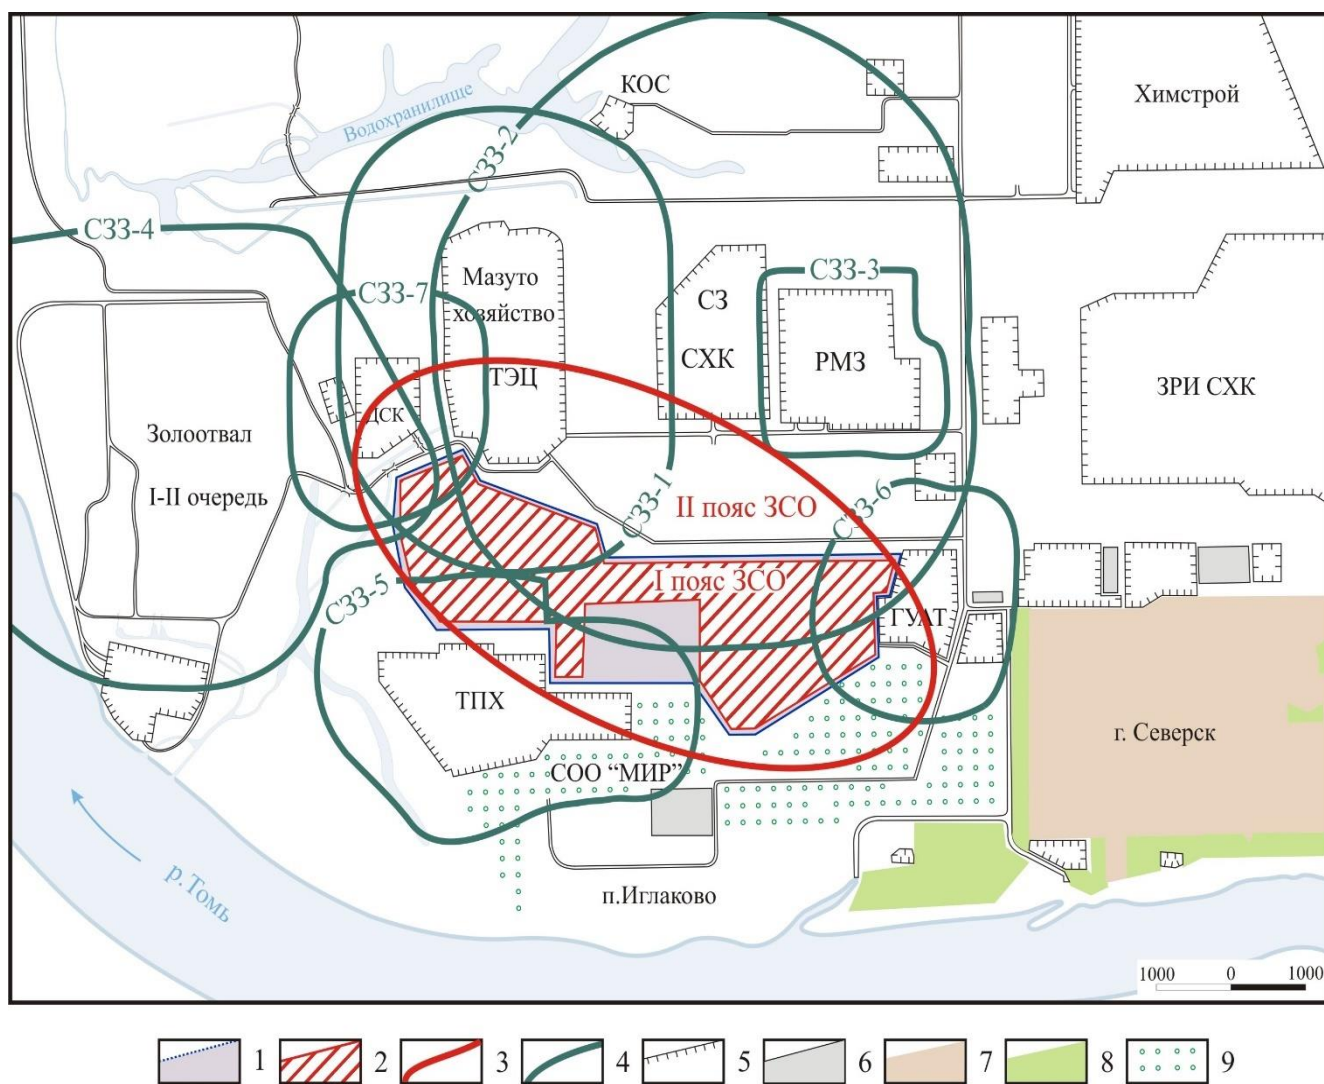 КОС
Химстрой
Водохранилище
СЗЗ-2
СЗЗ-4
СЗЗ-7
Мазуто
хозяйство
ТЭЦ
СЗ
СХК
СЗЗ-3
РМЗ
ЗРИ СХК
ДСК
Золоотвал
I-II очередь
СЗЗ-1
II пояс ЗСО
СЗЗ-6
I пояс ЗСО
СЗЗ-5
ГУАТ
ТПХ
г. Северск
СОО “МИР”
р.Томь
п.Иглаково
1000 0 1000
1 2 3 4 5 6 7 8 9